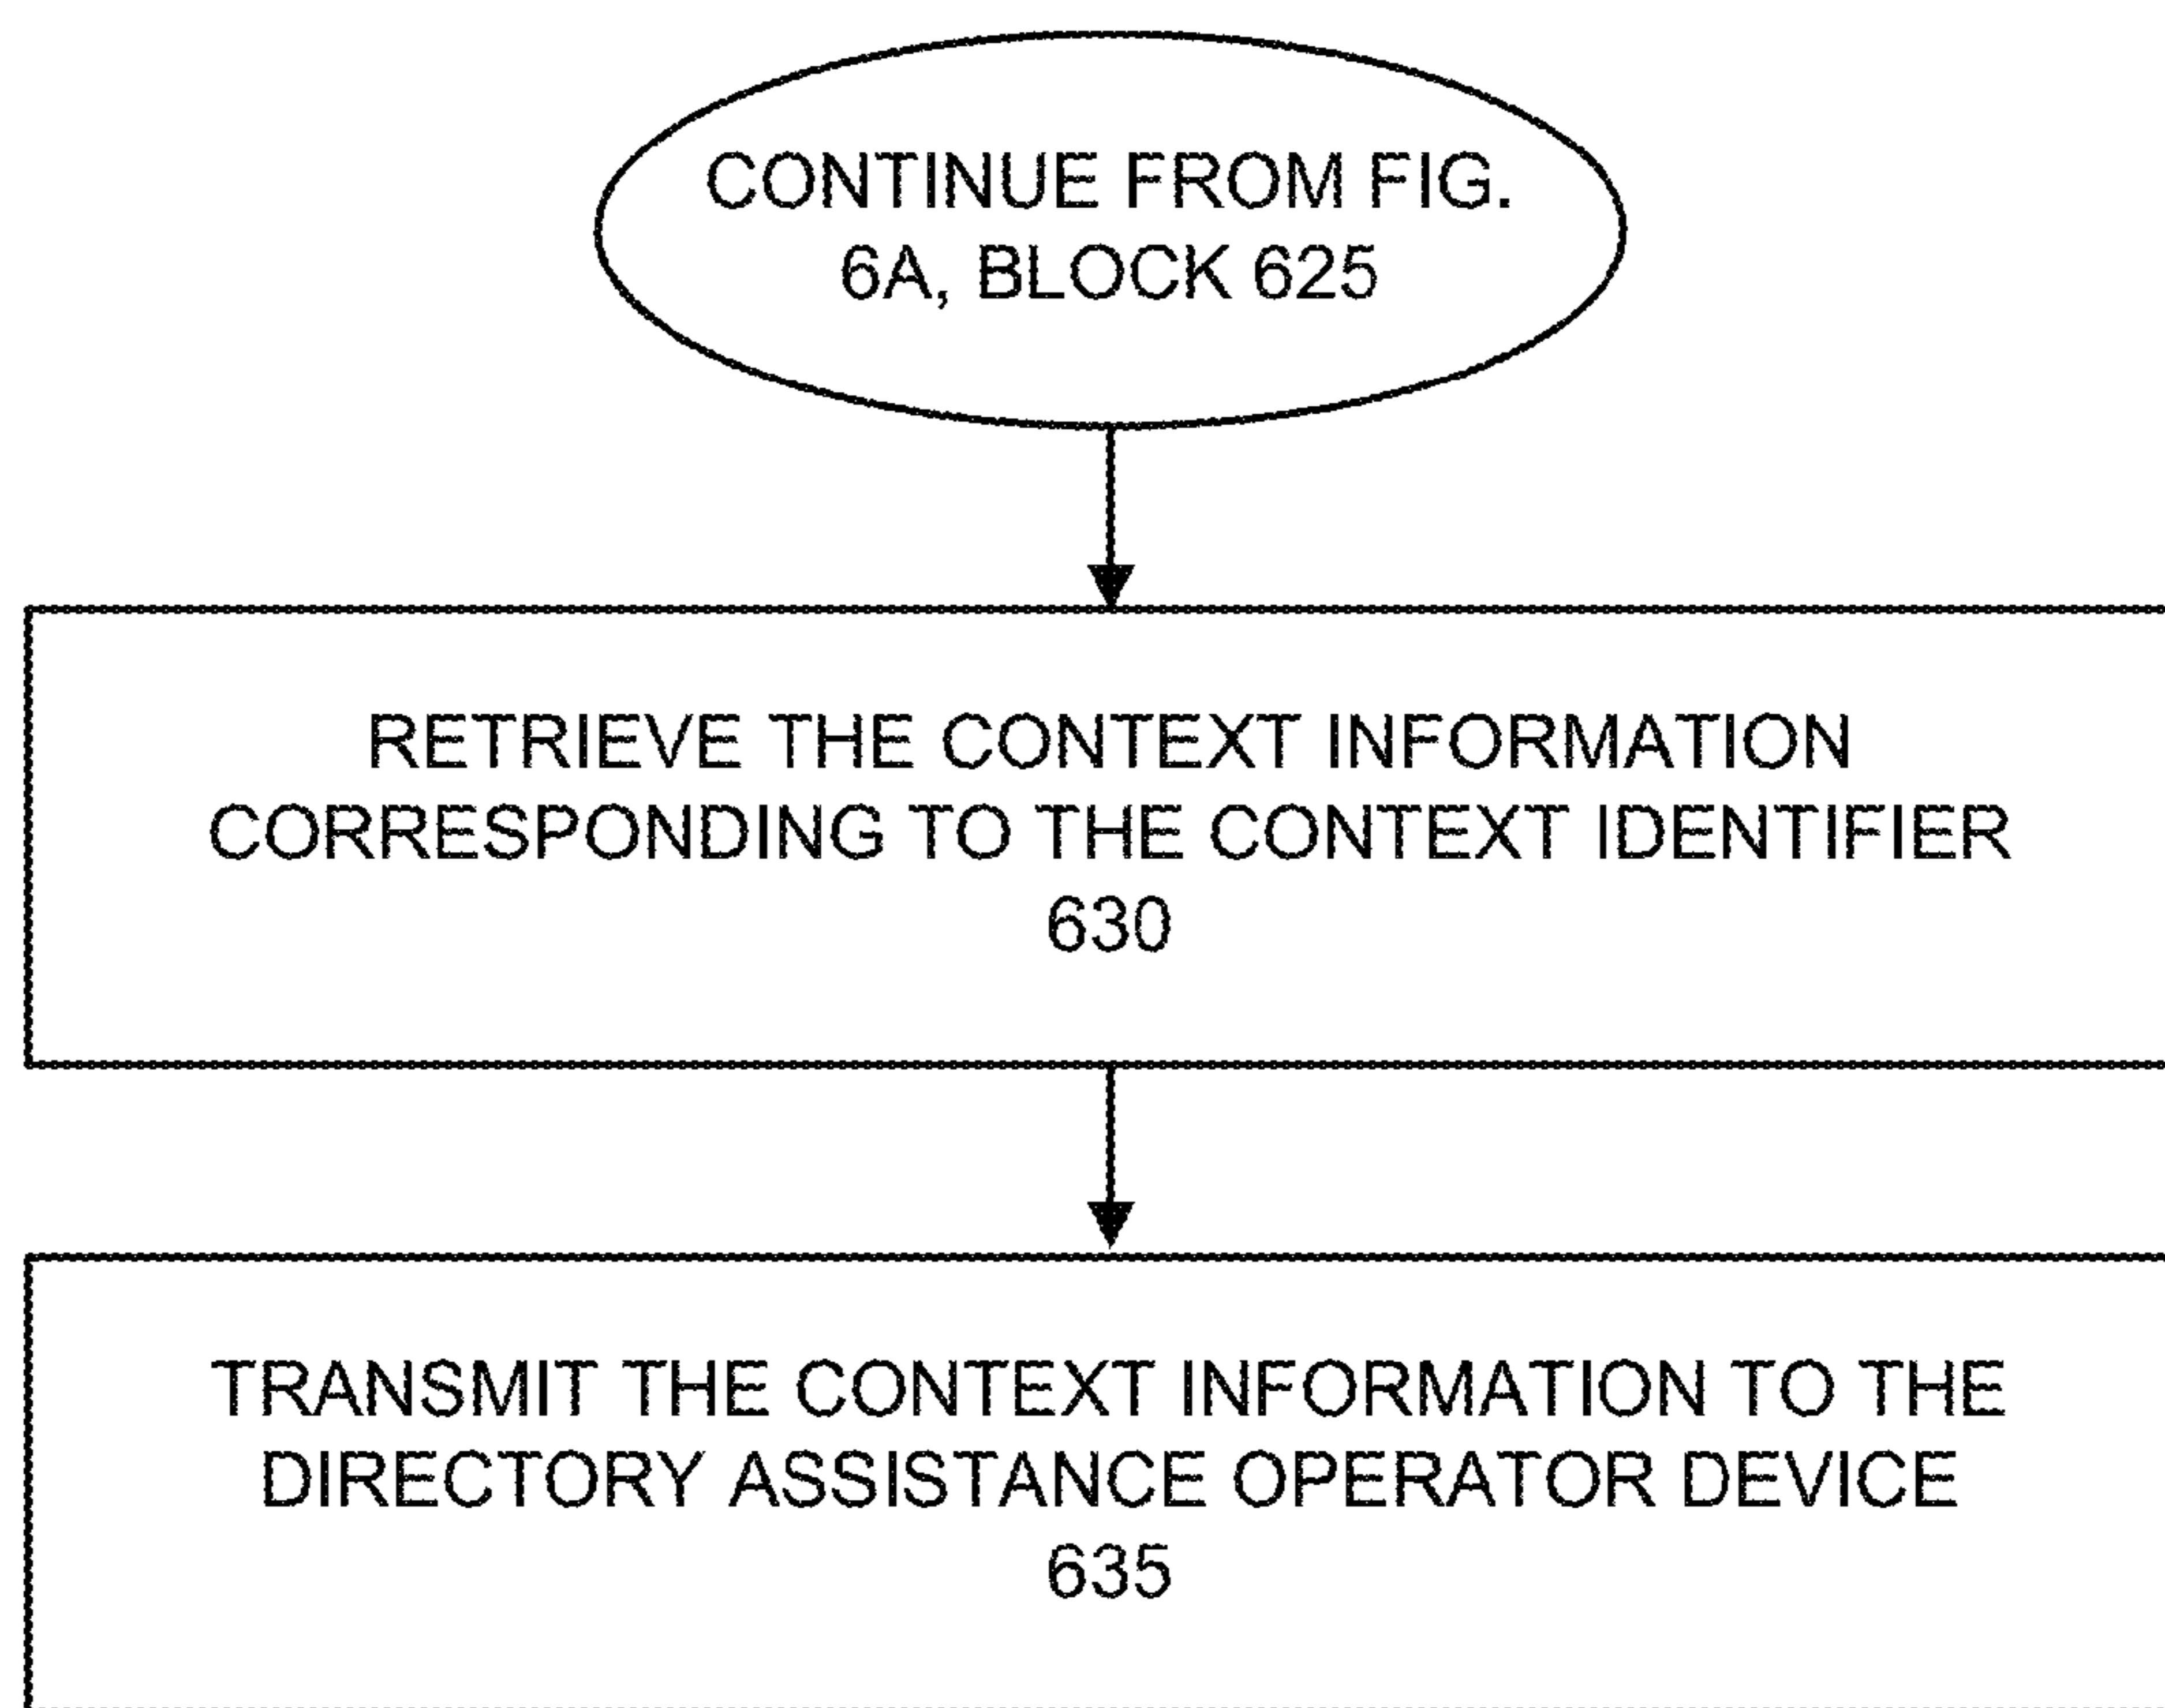 CONTINUE FROM FIG.
6A, BLOCK 625
RETRIEVE THE CONTEXT INFORMATION
CORRESPONDING TO THE CONTEXT IDENTIFIER
630
TRANSMIT THE CONTEXT INFORMATION TO THE
DIRECTORY ASSISTANCE OPERATOR DEVICE
635